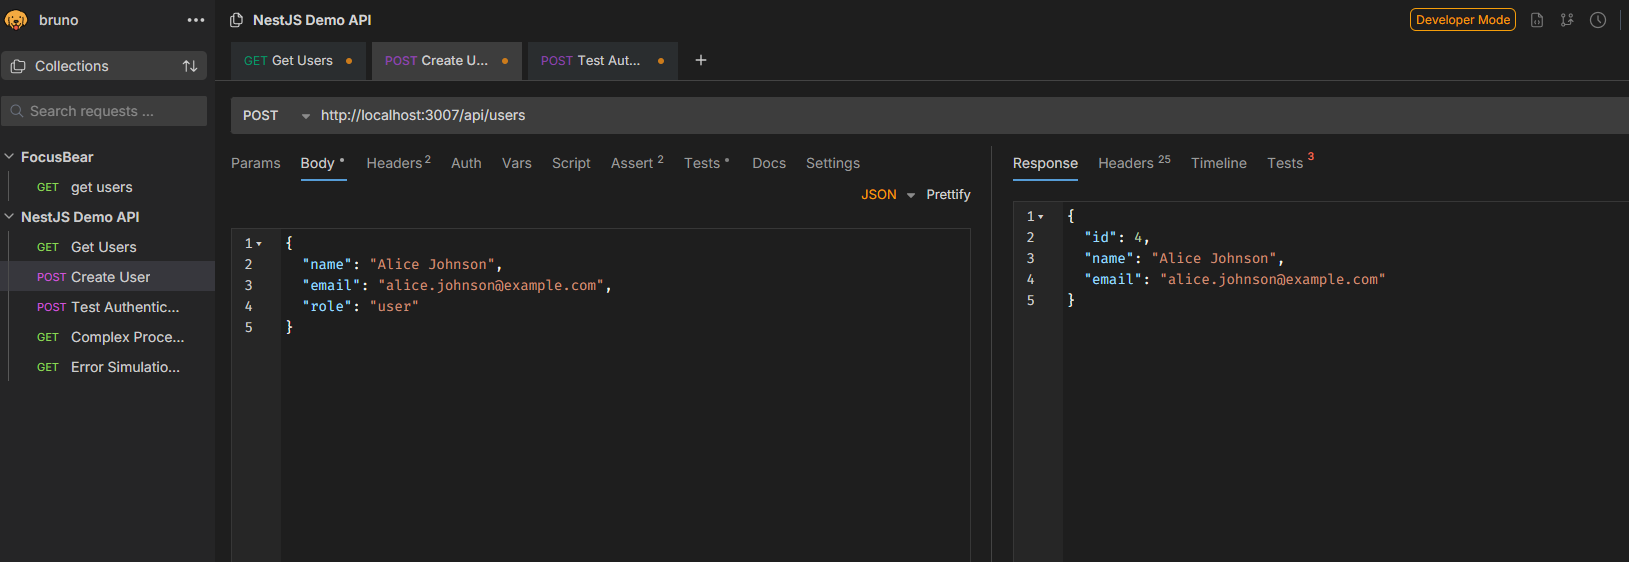 bruno
NestJS Demo API
Developer Mode
Collections
GET Get Users
POST Create U...
POST Test Aut...
Search requests ...
POST
http://localhost:3007/api/users
FocusBear
GET get users
NestJS Demo API
GET Get Users
POST Create User
POST Test Authentic...
GET Complex Proce...
GET Error Simulatio...
Params Body Headers 2 Auth Vars Script Assert 2 Tests Docs Settings
JSON Prettify
1 {
2 "name": "Alice Johnson",
3 "email": "alice.johnson@example.com",
4 "role": "user"
5 }
Response Headers 25 Timeline Tests 3
1 {
2 "id": 4,
3 "name": "Alice Johnson",
4 "email": "alice.johnson@example.com"
5 }